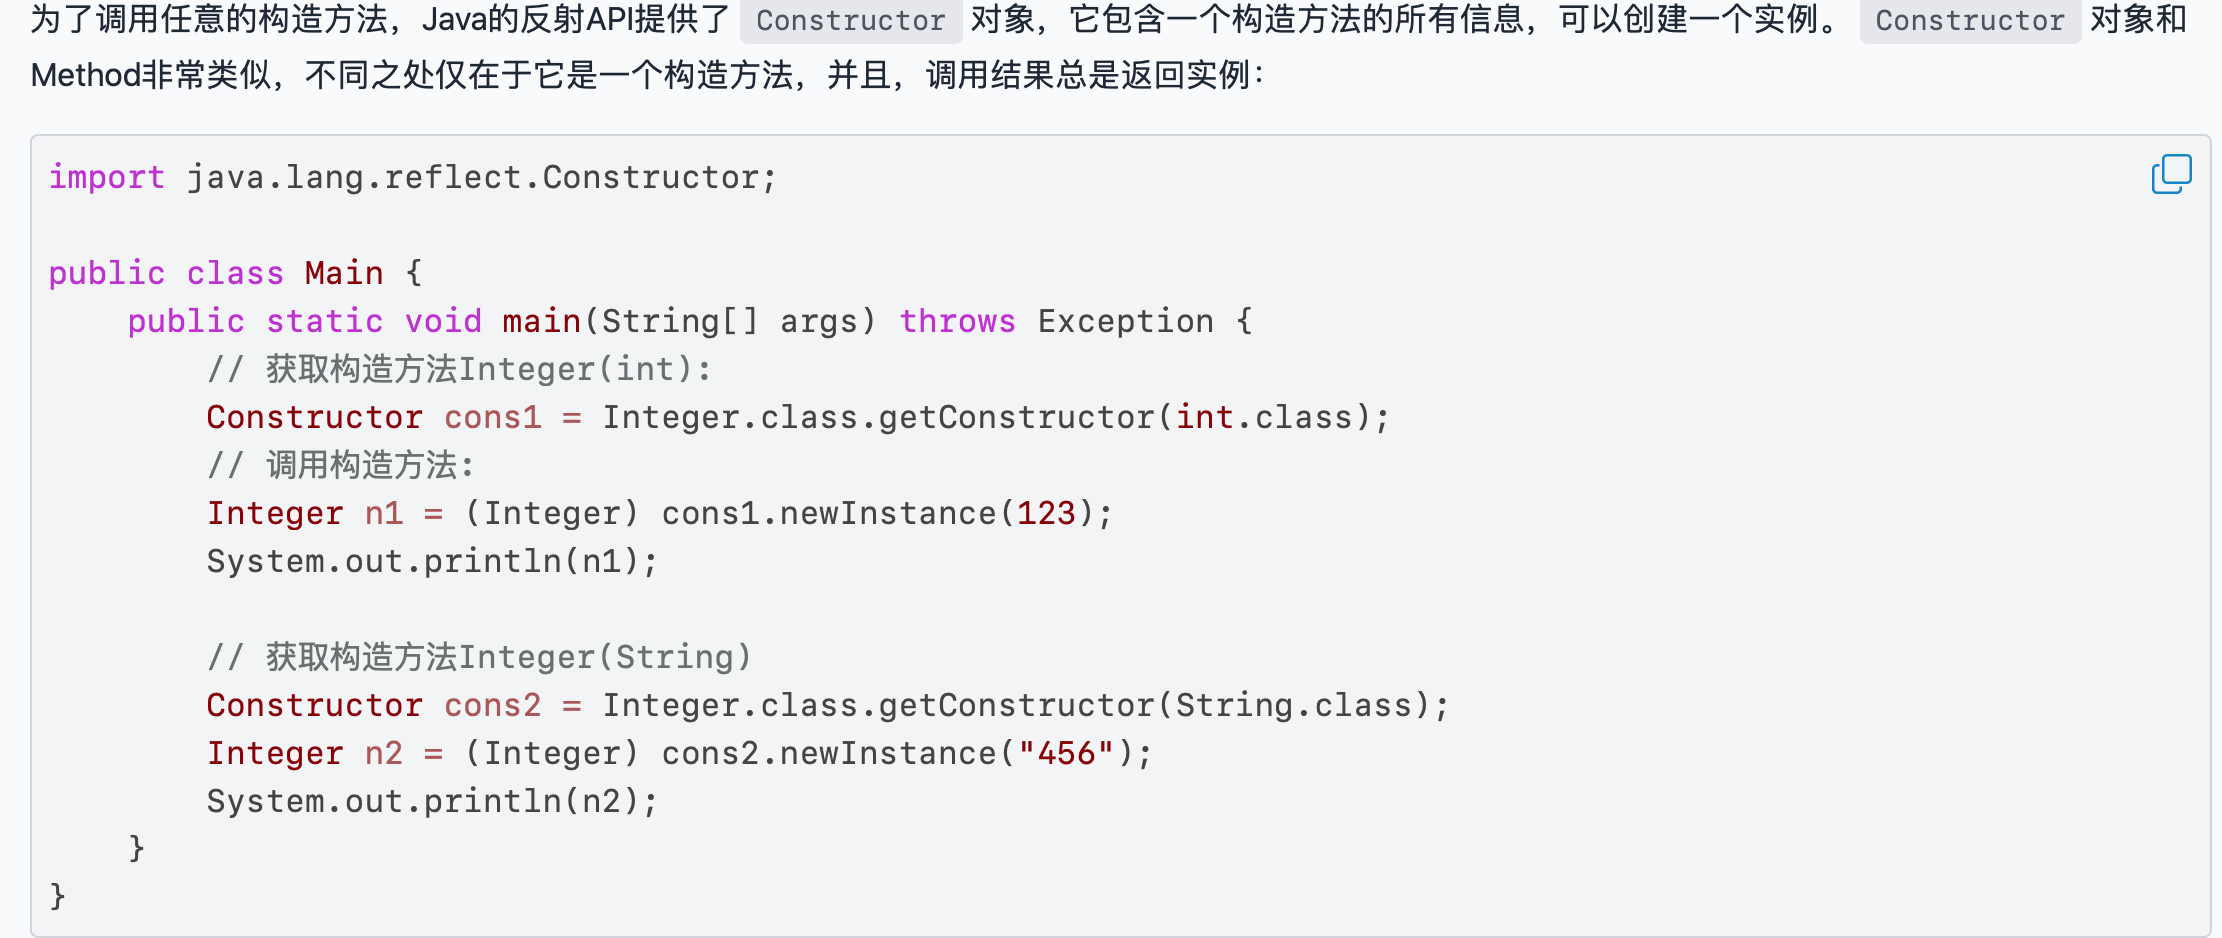 为了调用任意的构造方法，Java的反射API提供了 Constructor 对象，它包含一个构造方法的所有信息，可以创建一个实例。 Constructor 对象和
Method非常类似，不同之处仅在于它是一个构造方法，并且，调用结果总是返回实例：
import java.lang.reflect.Constructor;
public class Main {
    public static void main(String[] args) throws Exception {
        // 获取构造方法Integer(int):
        Constructor cons1 = Integer.class.getConstructor(int.class);
        // 调用构造方法:
        Integer n1 = (Integer) cons1.newInstance(123);
        System.out.println(n1);
        // 获取构造方法Integer(String)
        Constructor cons2 = Integer.class.getConstructor(String.class);
        Integer n2 = (Integer) cons2.newInstance("456");
        System.out.println(n2);
    }
}